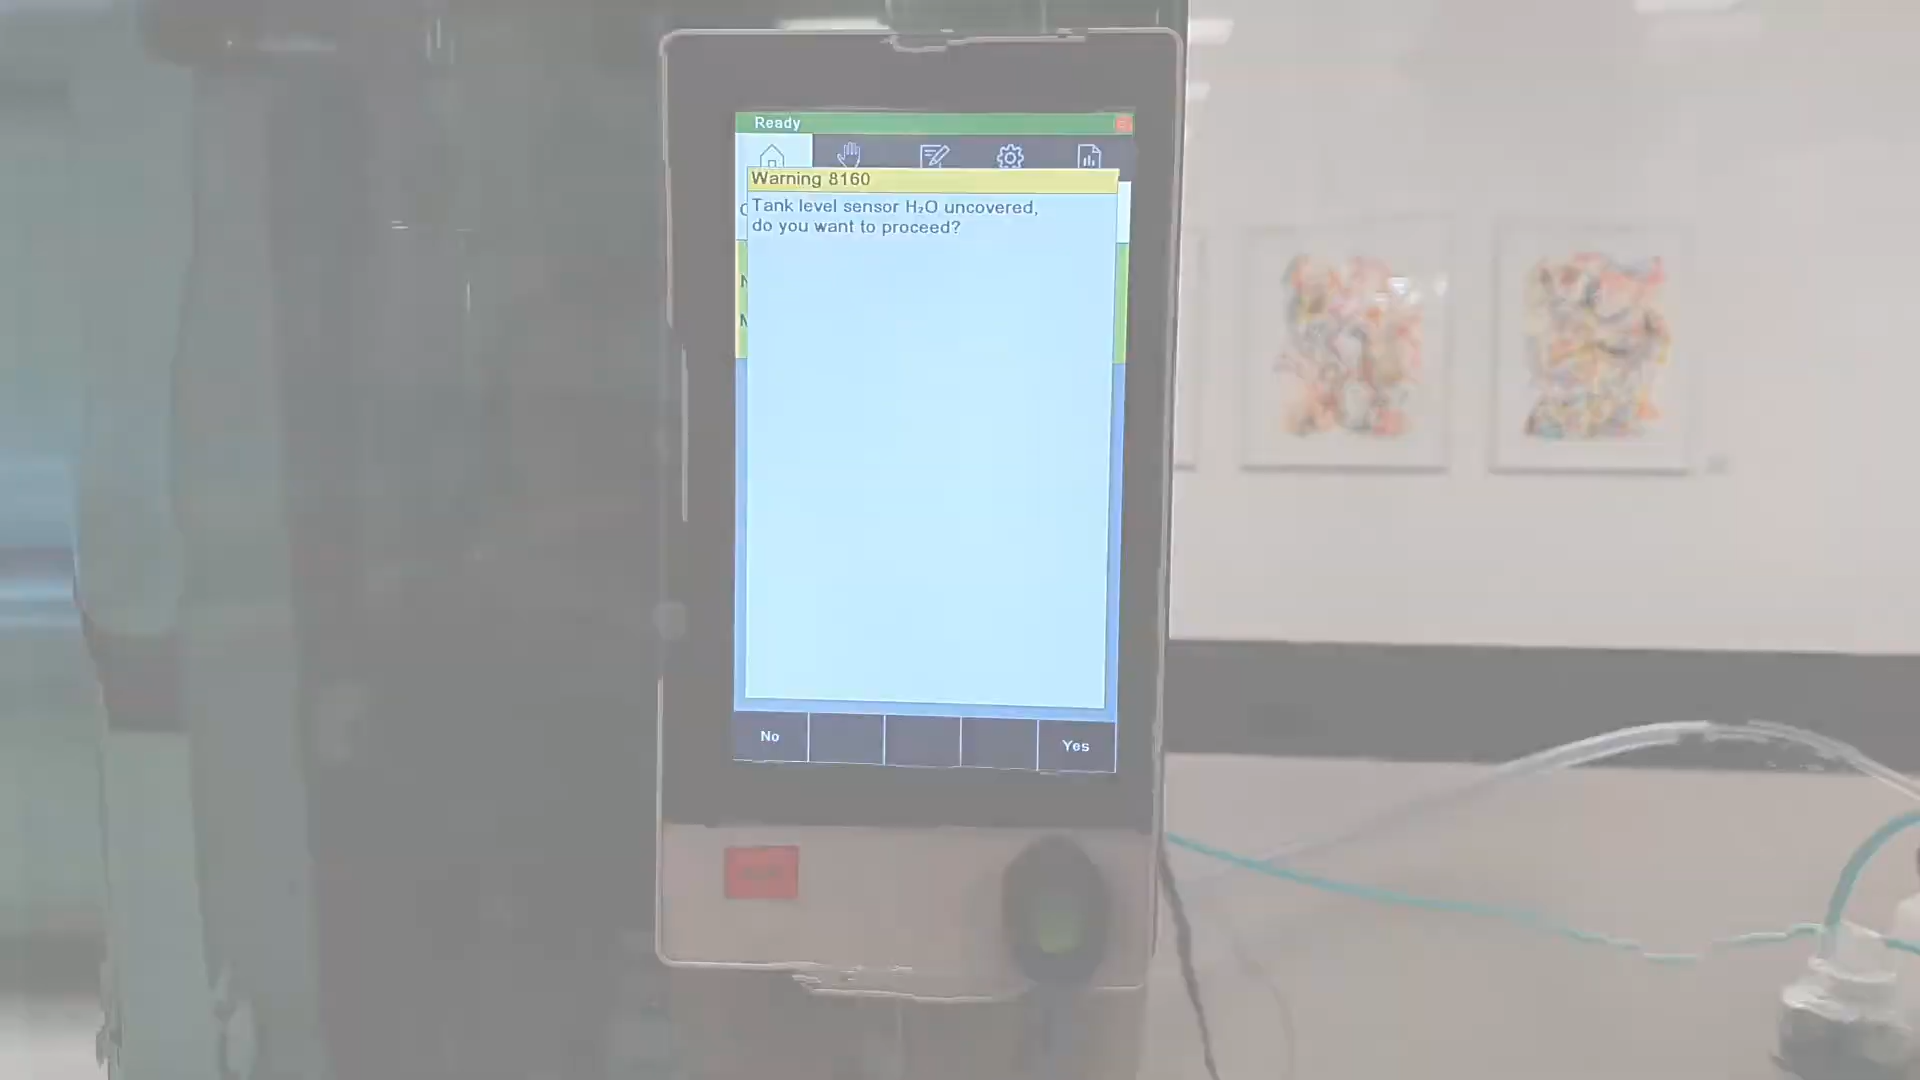 Ready
Warning 8160
Tank level sensor H₂O uncovered,
do you want to proceed?
No
Yes